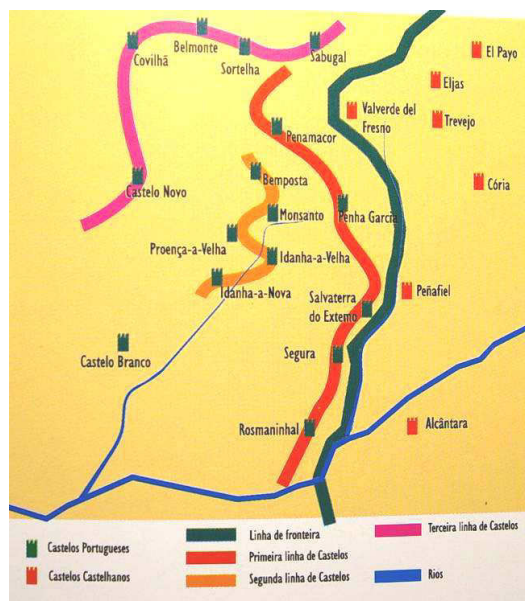 Covilhã
Belmonte
Sortelha
Sabugal
El Payo
Eljas
Valverde del
Fresno
Trevejo
Penamacor
Castelo Novo
Bemposta
Cória
Monsanto
Penha Garcia
Proença-a-Velha
Idanha-a-Velha
Idanha-a-Nova
Peñafiel
Salvaterra
do Extemo
Segura
Castelo Branco
Rosmaninhal
Alcântara
Castelos Portugueses
Castelos Castelhanos
Linha de fronteira
Primeira linha de Castelos
Segunda linha de Castelos
Terceira linha de Castelos
Rios